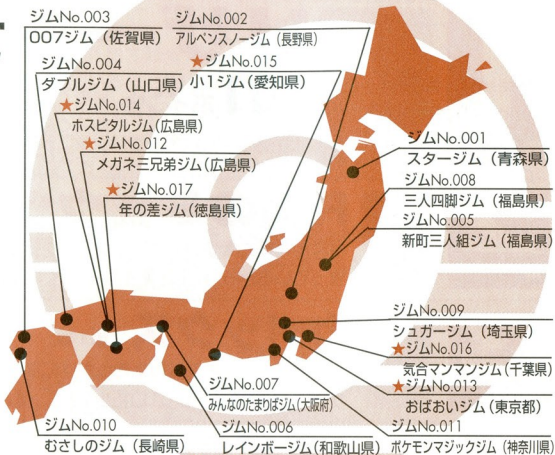 ジムNo.003
007ジム（佐賀県）
ジムNo.002
アルペンスノージム（長野県）
ジムNo.004
ダブルジム（山口県）
★ジムNo.015
小1ジム（愛知県）
★ジムNo.014
ホスピタルジム（広島県）
★ジムNo.012
メガネ三兄弟ジム（広島県）
★ジムNo.017
年の差ジム（徳島県）
ジムNo.001
スタージム（青森県）
ジムNo.008
三人四脚ジム（福島県）
ジムNo.005
新町三人組ジム（福島県）
ジムNo.009
シュガージム（埼玉県）
★ジムNo.016
気合マンマンジム（千葉県）
★ジムNo.013
おばおいジム（東京都）
ジムNo.011
ポケモンマジックジム（神奈川県）
ジムNo.007
みんなのたまりばジム（大阪府）
ジムNo.006
レインボージム（和歌山県）
ジムNo.010
むさしのジム（長崎県）